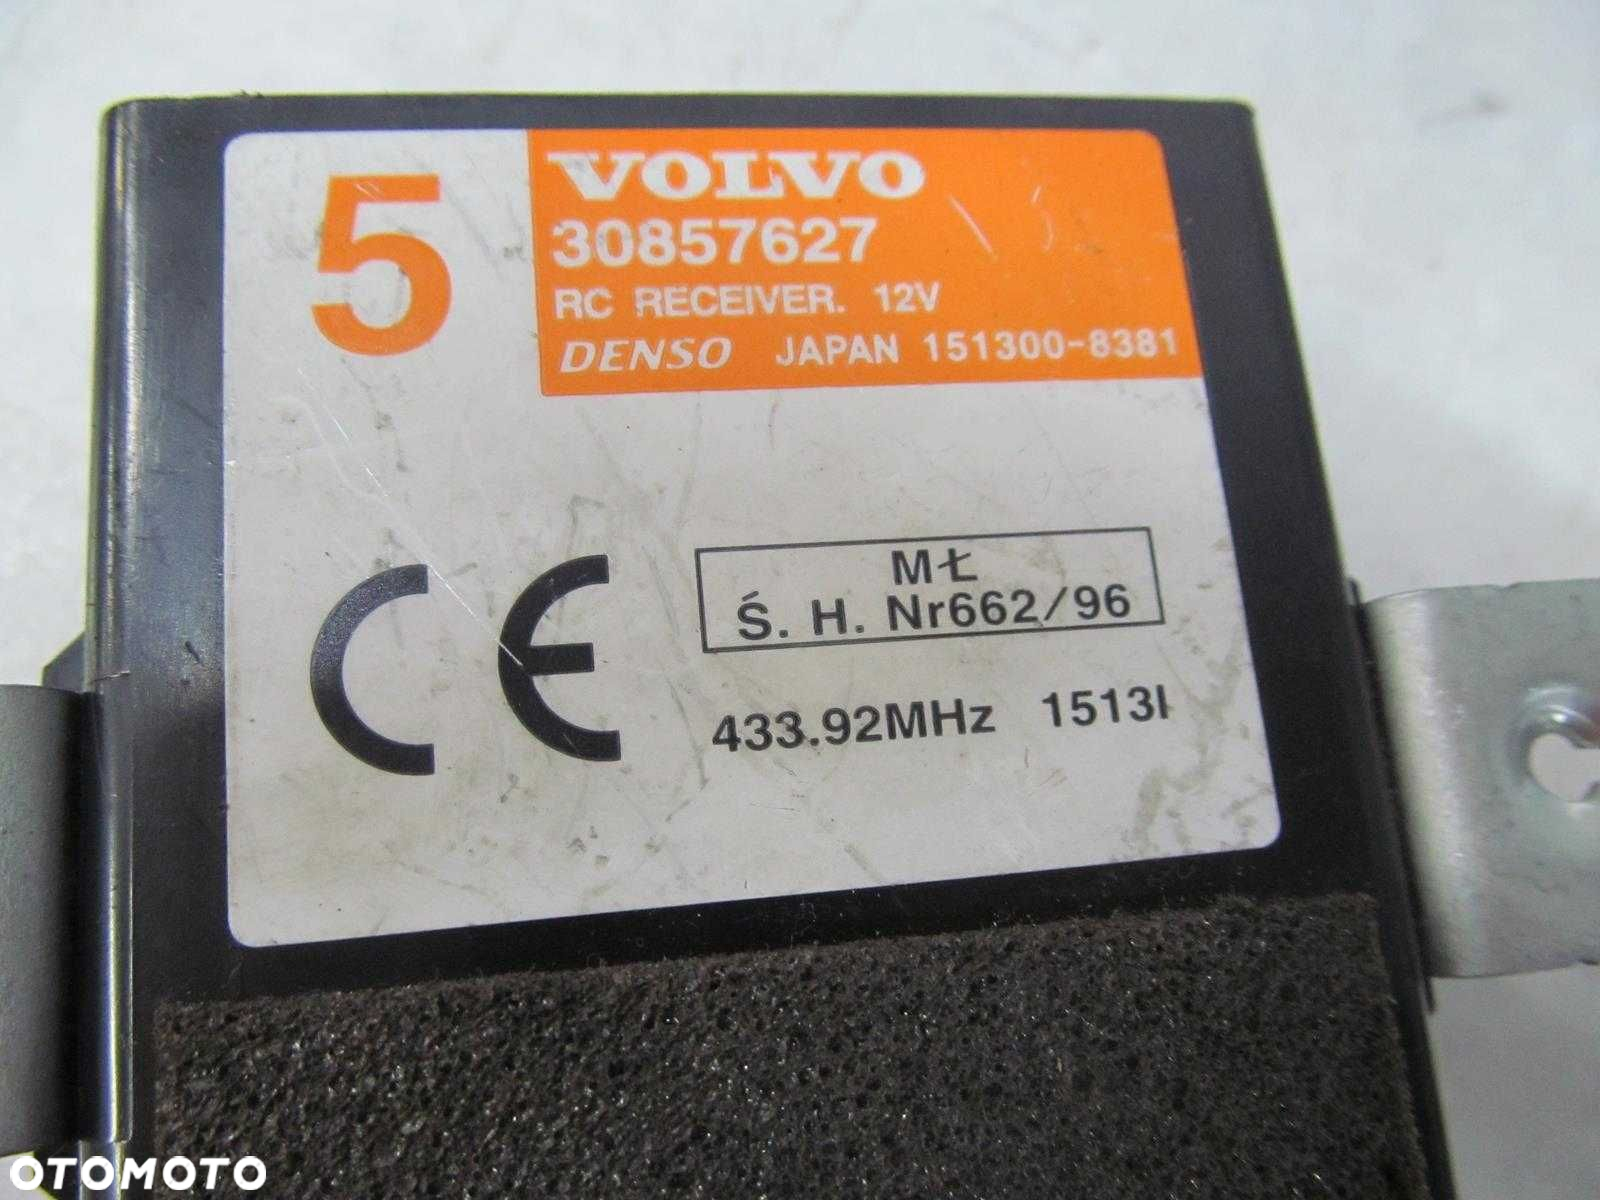 5
VOLVO
30857627
RC RECEIVER. 12V
DENSO JAPAN 151300-8381
CE
MŁ
Ś. H. Nr662/96
433.92MHz 1513I
OTOMOTO